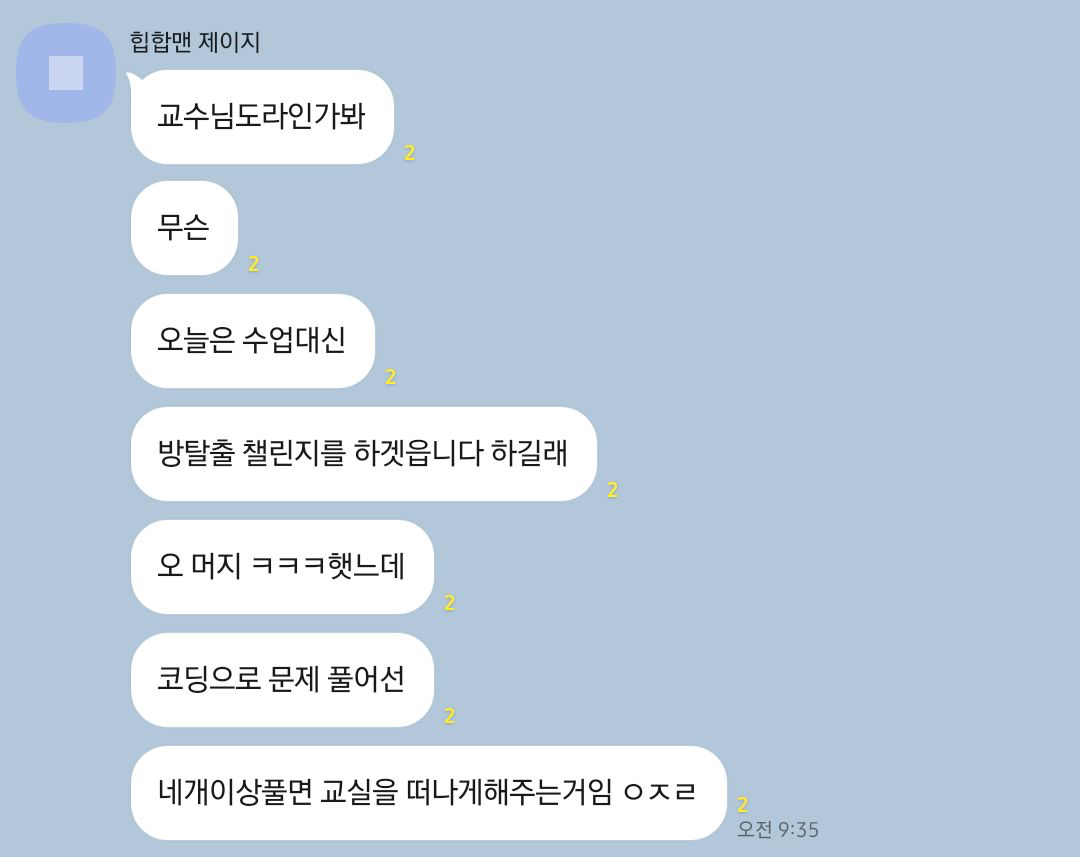 힙합맨 제이지
교수님도라인가봐
2
무슨
2
오늘은 수업대신
2
방탈출 챌린지를 하겟읍니다 하길래
2
오 머지 ㅋㅋㅋ햇느데
2
코딩으로 문제 풀어선
2
네개이상풀면 교실을 떠나게해주는거임 ㅇㅈㄹ
2
오전 9:35